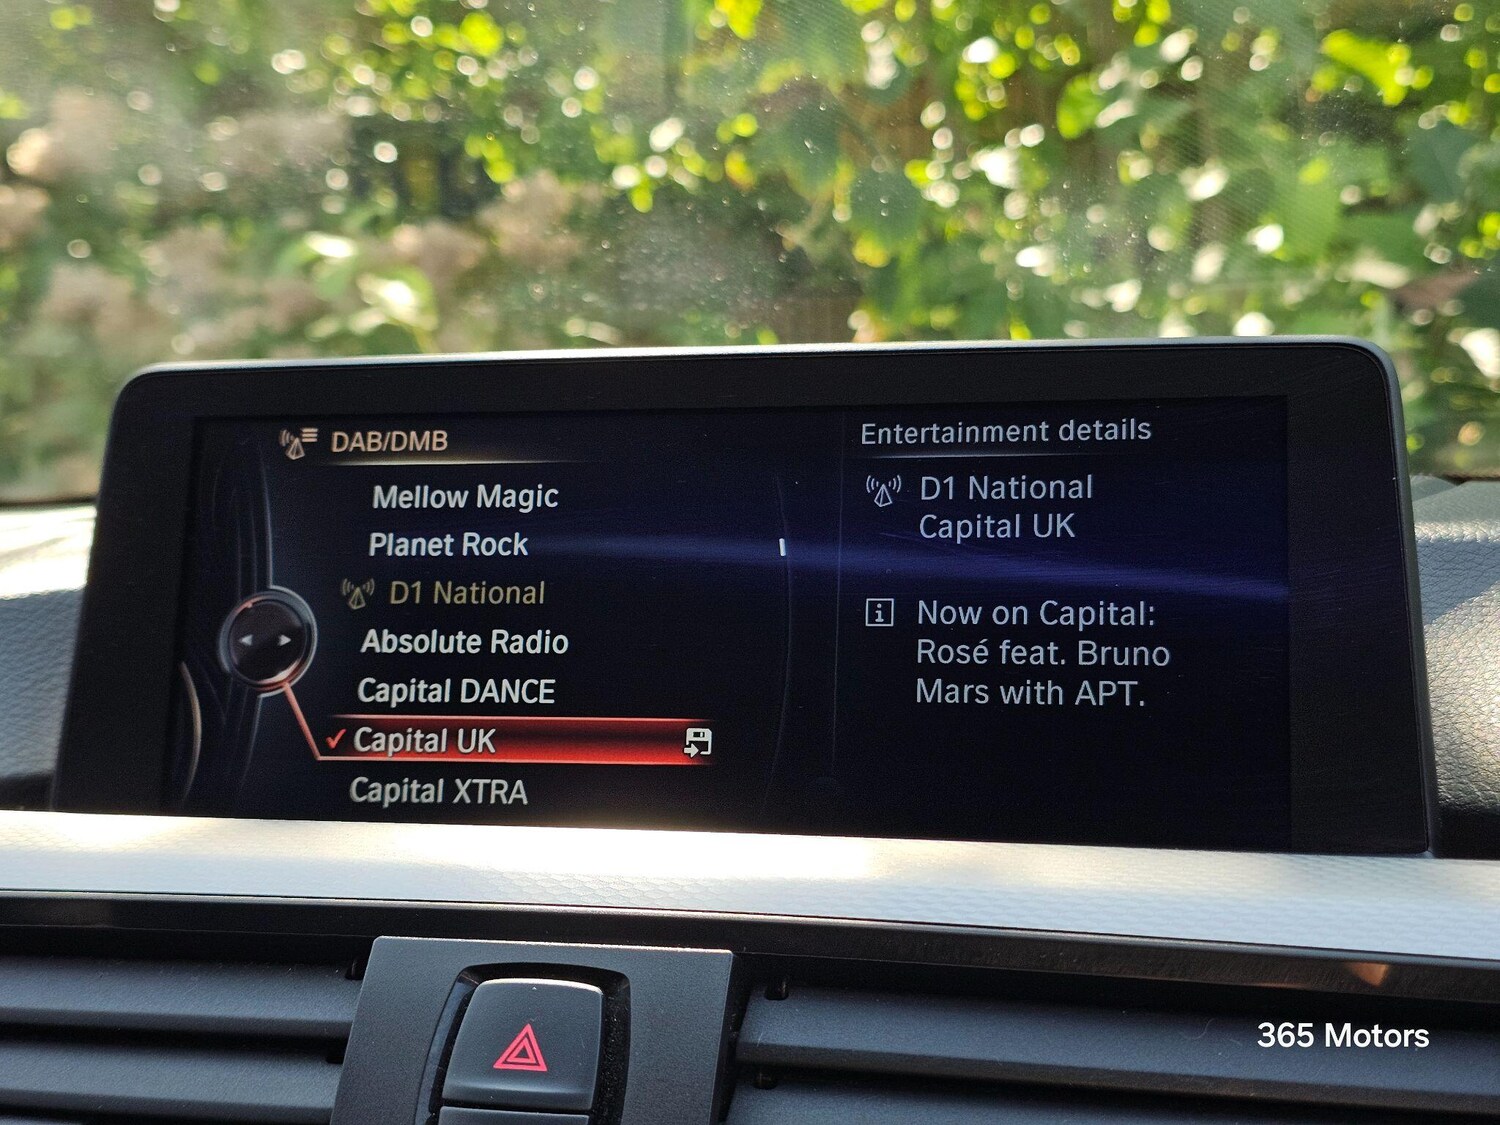 DAB/DMB
Mellow Magic
Planet Rock
D1 National
Absolute Radio
Capital DANCE
Capital UK
Capital XTRA
Entertainment details
D1 National
Capital UK
Now on Capital:
Rosé feat. Bruno
Mars with APT.
365 Motors